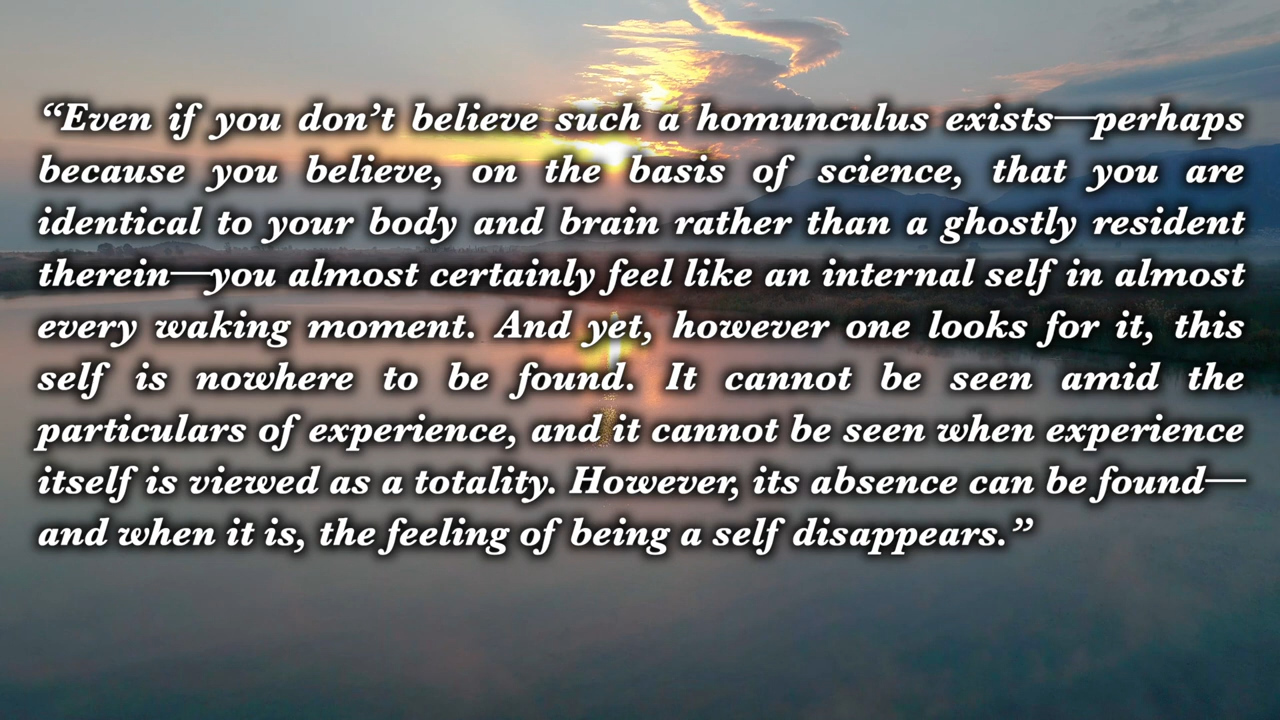 “Even if you don’t believe such a homunculus exists—perhaps
because you believe, on the basis of science, that you are
identical to your body and brain rather than a ghostly resident
therein—you almost certainly feel like an internal self in almost
every waking moment. And yet, however one looks for it, this
self is nowhere to be found. It cannot be seen amid the
particulars of experience, and it cannot be seen when experience
itself is viewed as a totality. However, its absence can be found—
and when it is, the feeling of being a self disappears.”